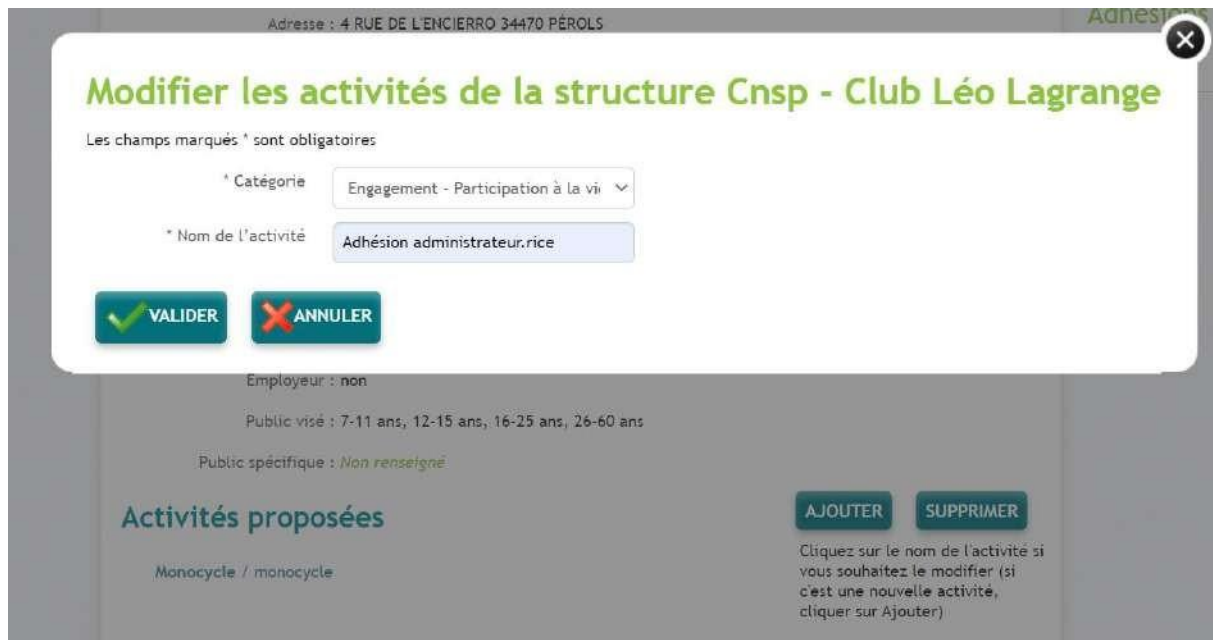 Adresse : 4 RUE DE L'ENCIERRO 34470 PÉROLS
Adhésions
Modifier les activités de la structure Cnsp - Club Léo Lagrange
Les champs marqués * sont obligatoires
* Catégorie
Engagement - Participation à la vi
* Nom de l'activité
Adhésion administrateur.rice
VALIDER
ANNULER
Employeur : non
Public visé : 7-11 ans, 12-15 ans, 16-25 ans, 26-60 ans
Public spécifique : Non renseigné
Activités proposées
AJOUTER
SUPPRIMER
Monocycle / monocycle
Cliquez sur le nom de l'activité si
vous souhaitez le modifier (si
c'est une nouvelle activité,
cliquer sur Ajouter)